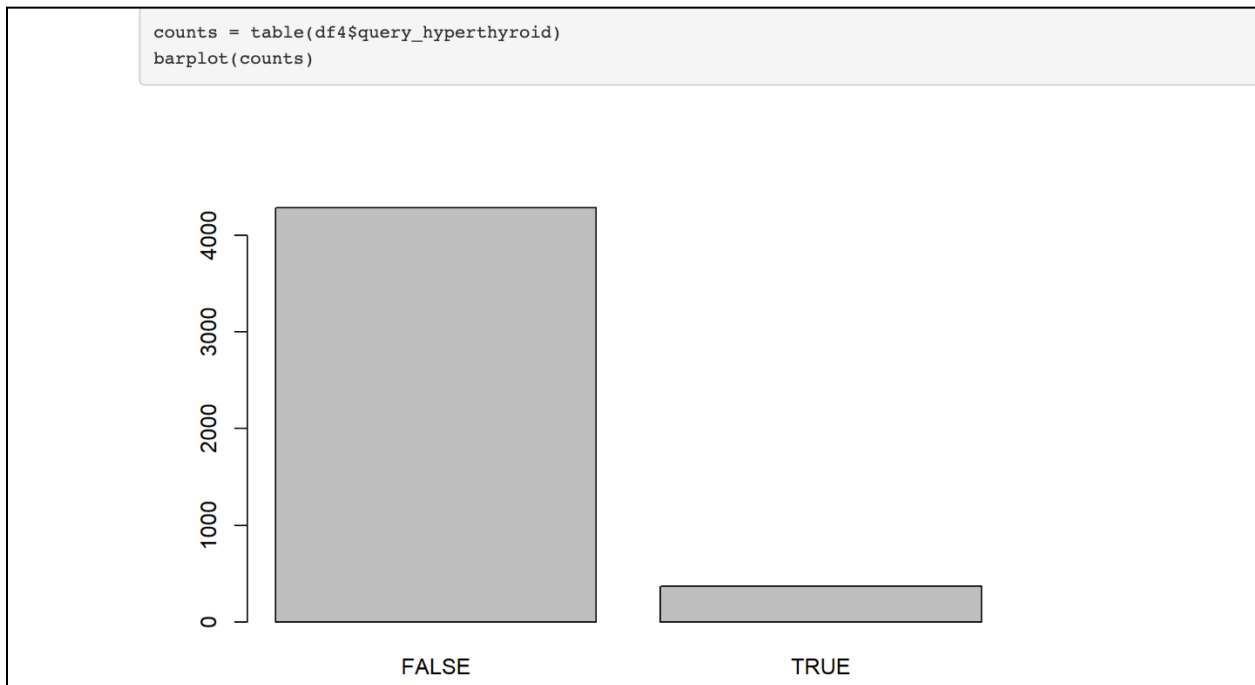 counts = table(df4$query_hyperthyroid)
barplot(counts)
4000
3000
2000
1000
0
FALSE TRUE